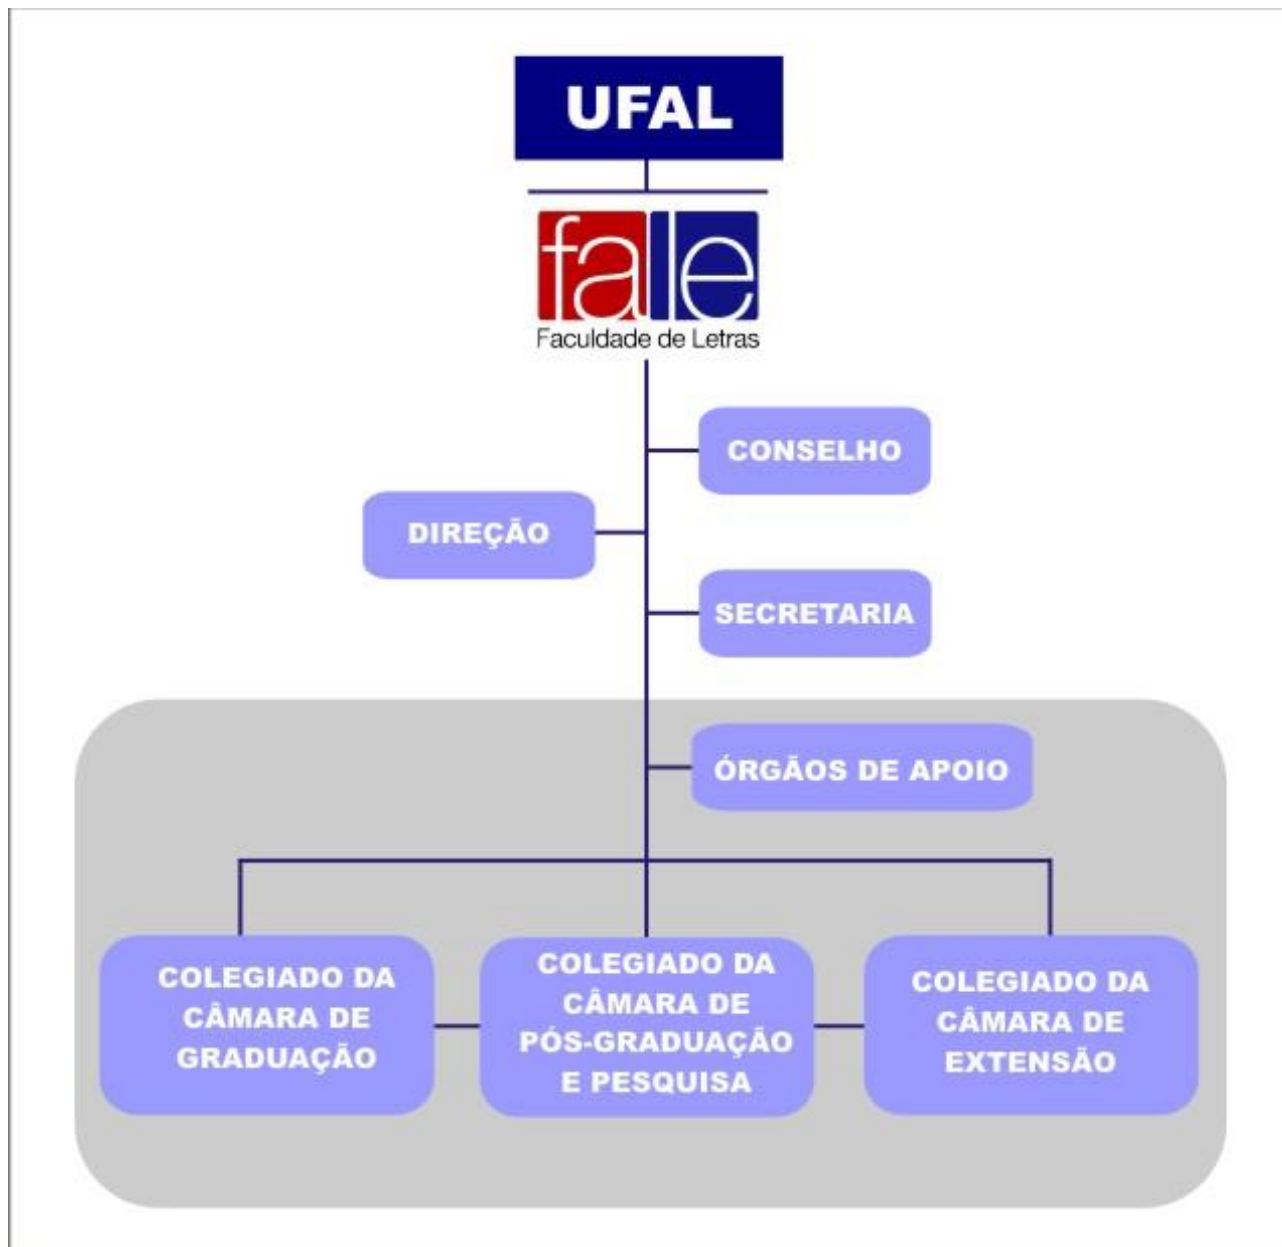 UFAL
falle
Faculdade de Letras
CONSELHO
DIREÇÃO
SECRETARIA
ÓRGÃOS DE APOIO
COLEGIADO DA
CÂMARA DE
GRADUAÇÃO
COLEGIADO DA
CÂMARA DE
PÓS-GRADUAÇÃO
E PESQUISA
COLEGIADO DA
CÂMARA DE
EXTENSÃO